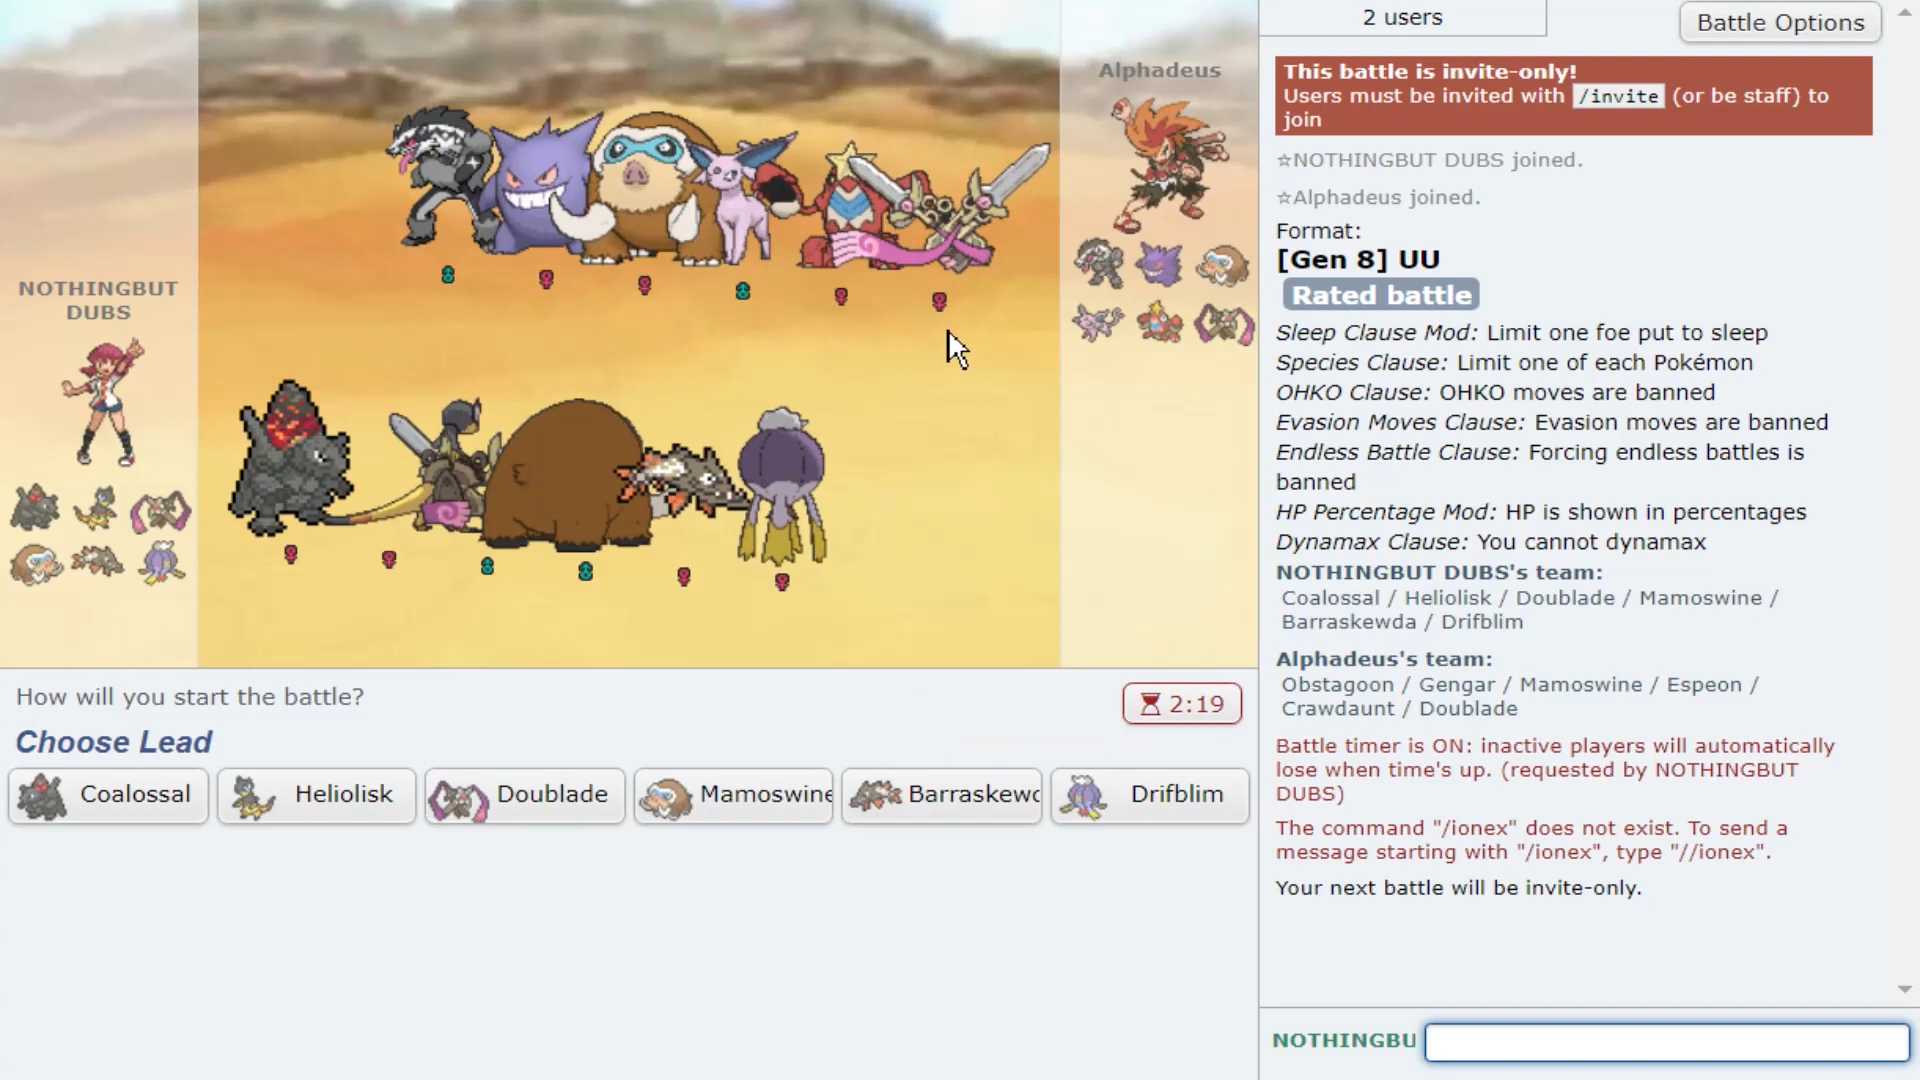 Alphadeus
NOTHINGBUT
DUBS
How will you start the battle?
2:19
Choose Lead
Coalossal
Heliolisk
Doublade
Mamoswine
Barraskewd
Drifblim
2 users
Battle Options
This battle is invite-only!
Users must be invited with /invite (or be staff) to
join
☆NOTHINGBUT DUBS joined.
☆Alphadeus joined.
Format:
[Gen 8] UU
Rated battle
Sleep Clause Mod: Limit one foe put to sleep
Species Clause: Limit one of each Pokémon
OHKO Clause: OHKO moves are banned
Evasion Moves Clause: Evasion moves are banned
Endless Battle Clause: Forcing endless battles is
banned
HP Percentage Mod: HP is shown in percentages
Dynamax Clause: You cannot dynamax
NOTHINGBUT DUBS's team:
Coalossal / Heliolisk / Doublade / Mamoswine /
Barraskewda / Drifblim
Alphadeus's team:
Obstagoon / Gengar / Mamoswine / Espeon /
Crawdaunt / Doublade
Battle timer is ON: inactive players will automatically
lose when time's up. (requested by NOTHINGBUT
DUBS)
The command "/ionex" does not exist. To send a
message starting with "/ionex", type "//ionex".
Your next battle will be invite-only.
NOTHINGBU